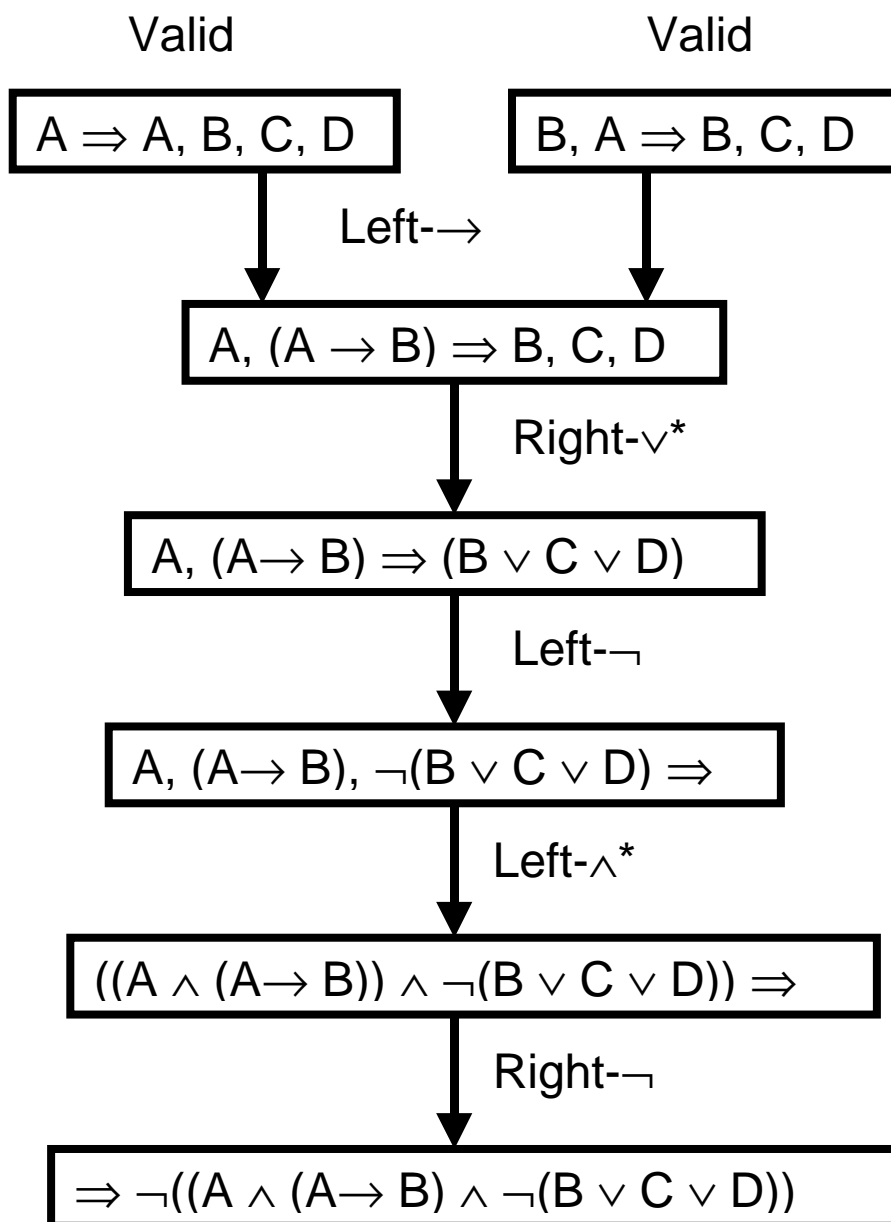 Valid Valid
A ⇒ A, B, C, D B, A ⇒ B, C, D
Left-→
A, (A → B) ⇒ B, C, D
Right-∨*
A, (A→ B) ⇒ (B ∨ C ∨ D)
Left-¬
A, (A→ B), ¬(B ∨ C ∨ D) ⇒
Left-∧*
((A ∧ (A→ B)) ∧ ¬(B ∨ C ∨ D)) ⇒
Right-¬
⇒ ¬((A ∧ (A→ B) ∧ ¬(B ∨ C ∨ D))